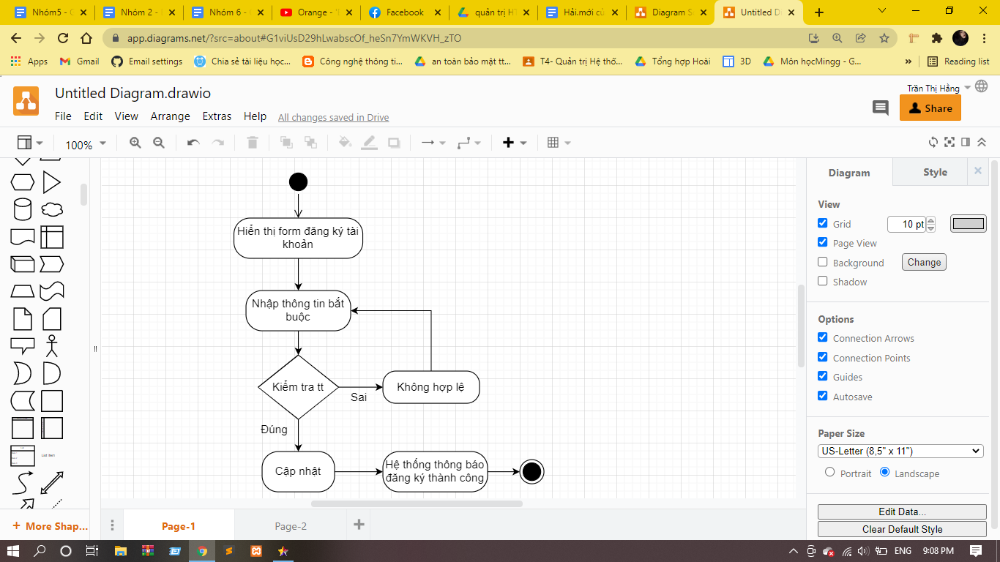 Nhóm5 - G
Nhóm 2 -
Nhóm 6 -
Orange - 'E
Facebook
quản trị HT
Hải.mới củ
Diagram S
Untitled D
app.diagrams.net/?src=about#G1viUsD29hLwabscOf_heSn7YmWKVH_zTO
Apps
Gmail
Email settings
Chia sẻ tài liệu học...
Công nghệ thông ti...
an toàn bảo mật tt...
T4- Quản trị Hệ thố...
Tổng hợp Hoài
3D
Môn họcMingg - G...
»
Reading list
Untitled Diagram.drawio
Trần Thị Hằng
File Edit View Arrange Extras Help All changes saved in Drive
Share
100%
Hiển thị form đăng ký tài
khoản
Nhập thông tin bắt
buộc
Kiểm tra tt
Sai
Không hợp lệ
Đúng
Cập nhật
Hệ thống thông báo
đăng ký thành công
List Item
Diagram
Style
View
Grid
10 pt
Page View
Background
Change
Shadow
Options
Connection Arrows
Connection Points
Guides
Autosave
Paper Size
US-Letter (8,5" x 11")
Portrait
Landscape
Edit Data...
Clear Default Style
+ More Shap...
Page-1
Page-2
ENG
9:08 PM